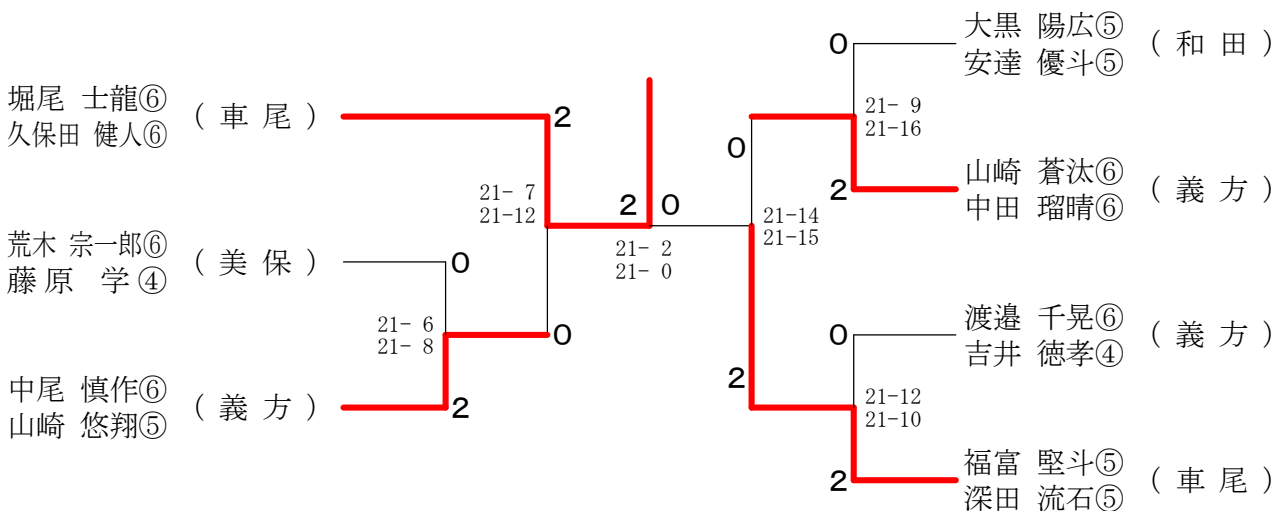 堀尾 士龍⑥
久保田 健人⑥
( 車 尾 )
荒木 宗一郎⑥
藤原 学④
( 美 保 )
中尾 慎作⑥
山崎 悠翔⑤
( 義 方 )
0
21- 6
21- 8
2
2
21- 7
21-12
0
2 0
21- 2
21- 0
0
21-14
21-15
2
0
21- 9
21-16
2
0
21-12
21-10
2
大黒 陽広⑤
安達 優斗⑤
( 和 田 )
山崎 蒼汰⑥
中田 瑠晴⑥
( 義 方 )
渡邉 千晃⑥
吉井 徳孝④
( 義 方 )
福富 堅斗⑤
深田 流石⑤
( 車 尾 )